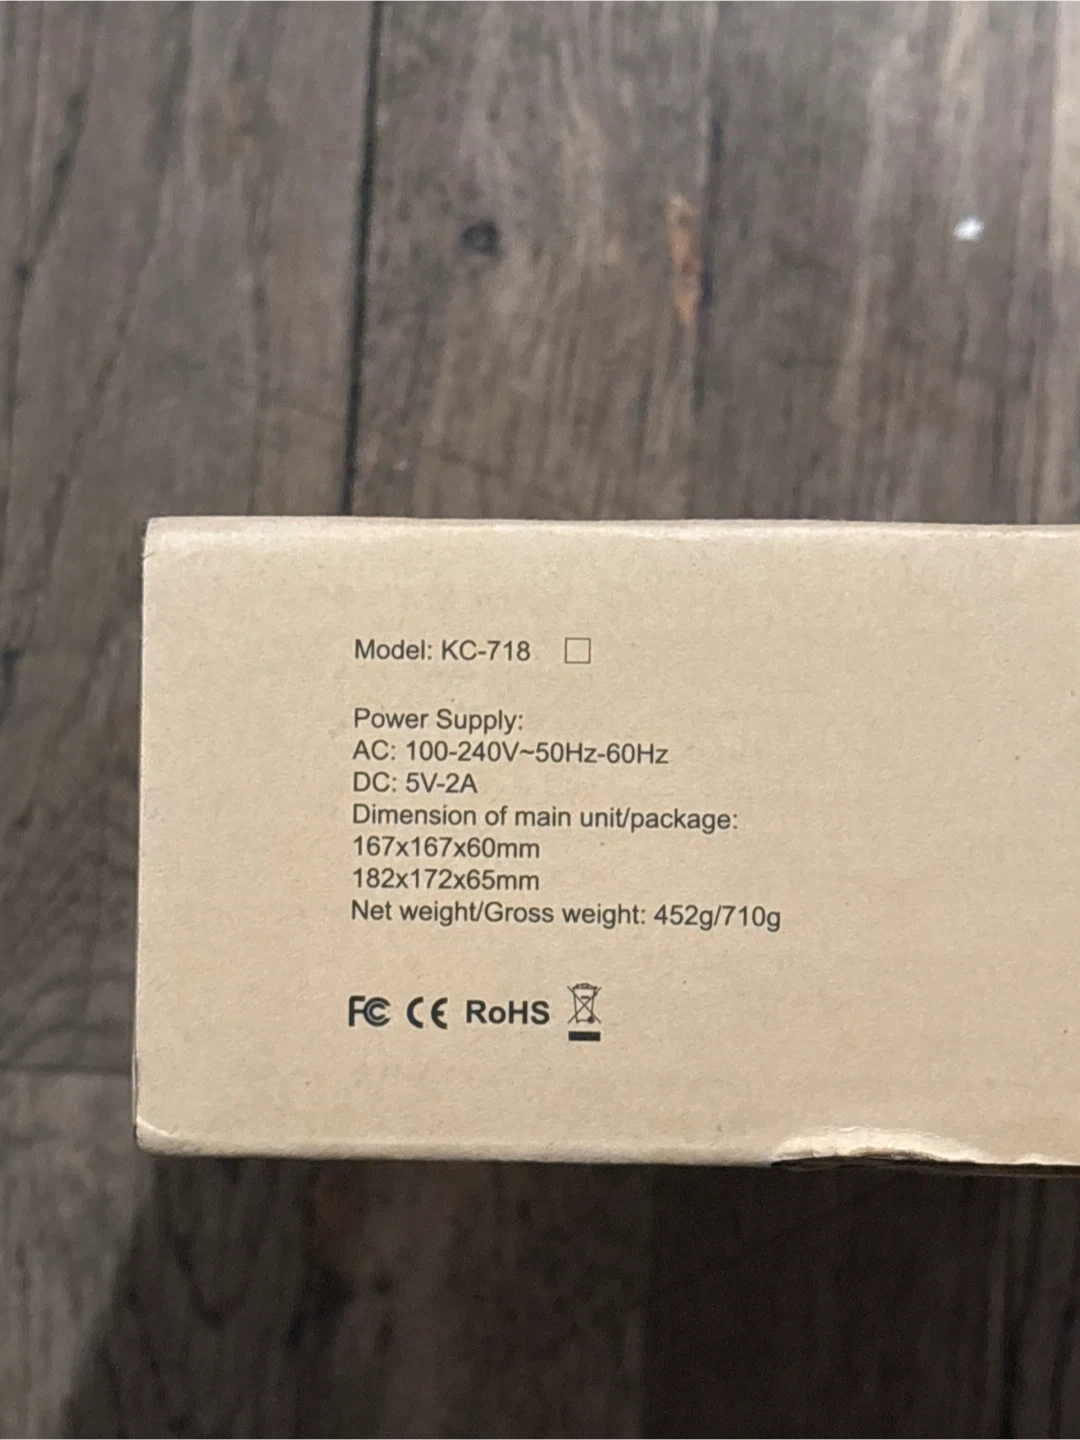 Model: KC-718 □
Power Supply:
AC: 100-240V~50Hz-60Hz
DC: 5V-2A
Dimension of main unit/package:
167x167x60mm
182x172x65mm
Net weight/Gross weight: 452g/710g
FC CE RoHS